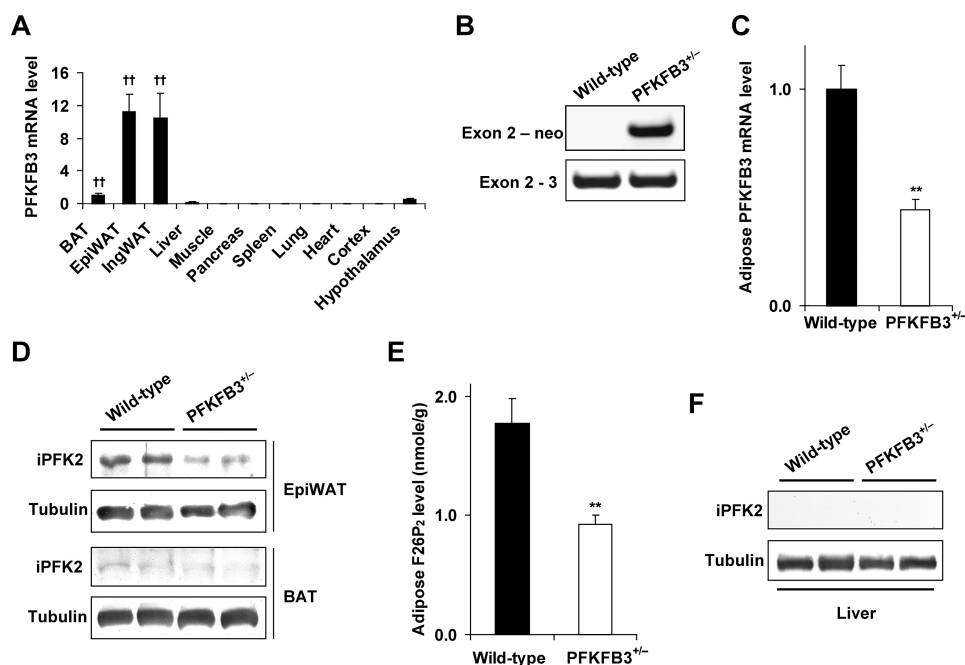 A
PFKFB3 mRNA level
16
12
8
4
0
††
††
††
BAT
EpiWAT
IngWAT
Liver
Muscle
Pancreas
Spleen
Lung
Heart
Cortex
Hypothalamus
B
Wild-type
PFKFB3+/−
Exon 2 – neo
Exon 2 - 3
C
Adipose PFKFB3 mRNA level
1.0
0.0
**
Wild-type
PFKFB3+/−
D
Wild-type
PFKFB3+/−
iPFK2
Tubulin
EpiWAT
iPFK2
Tubulin
BAT
E
Adipose F26P₂ level (nmole/g)
2.0
1.0
0.0
**
Wild-type
PFKFB3+/−
F
Wild-type
PFKFB3+/−
iPFK2
Tubulin
Liver